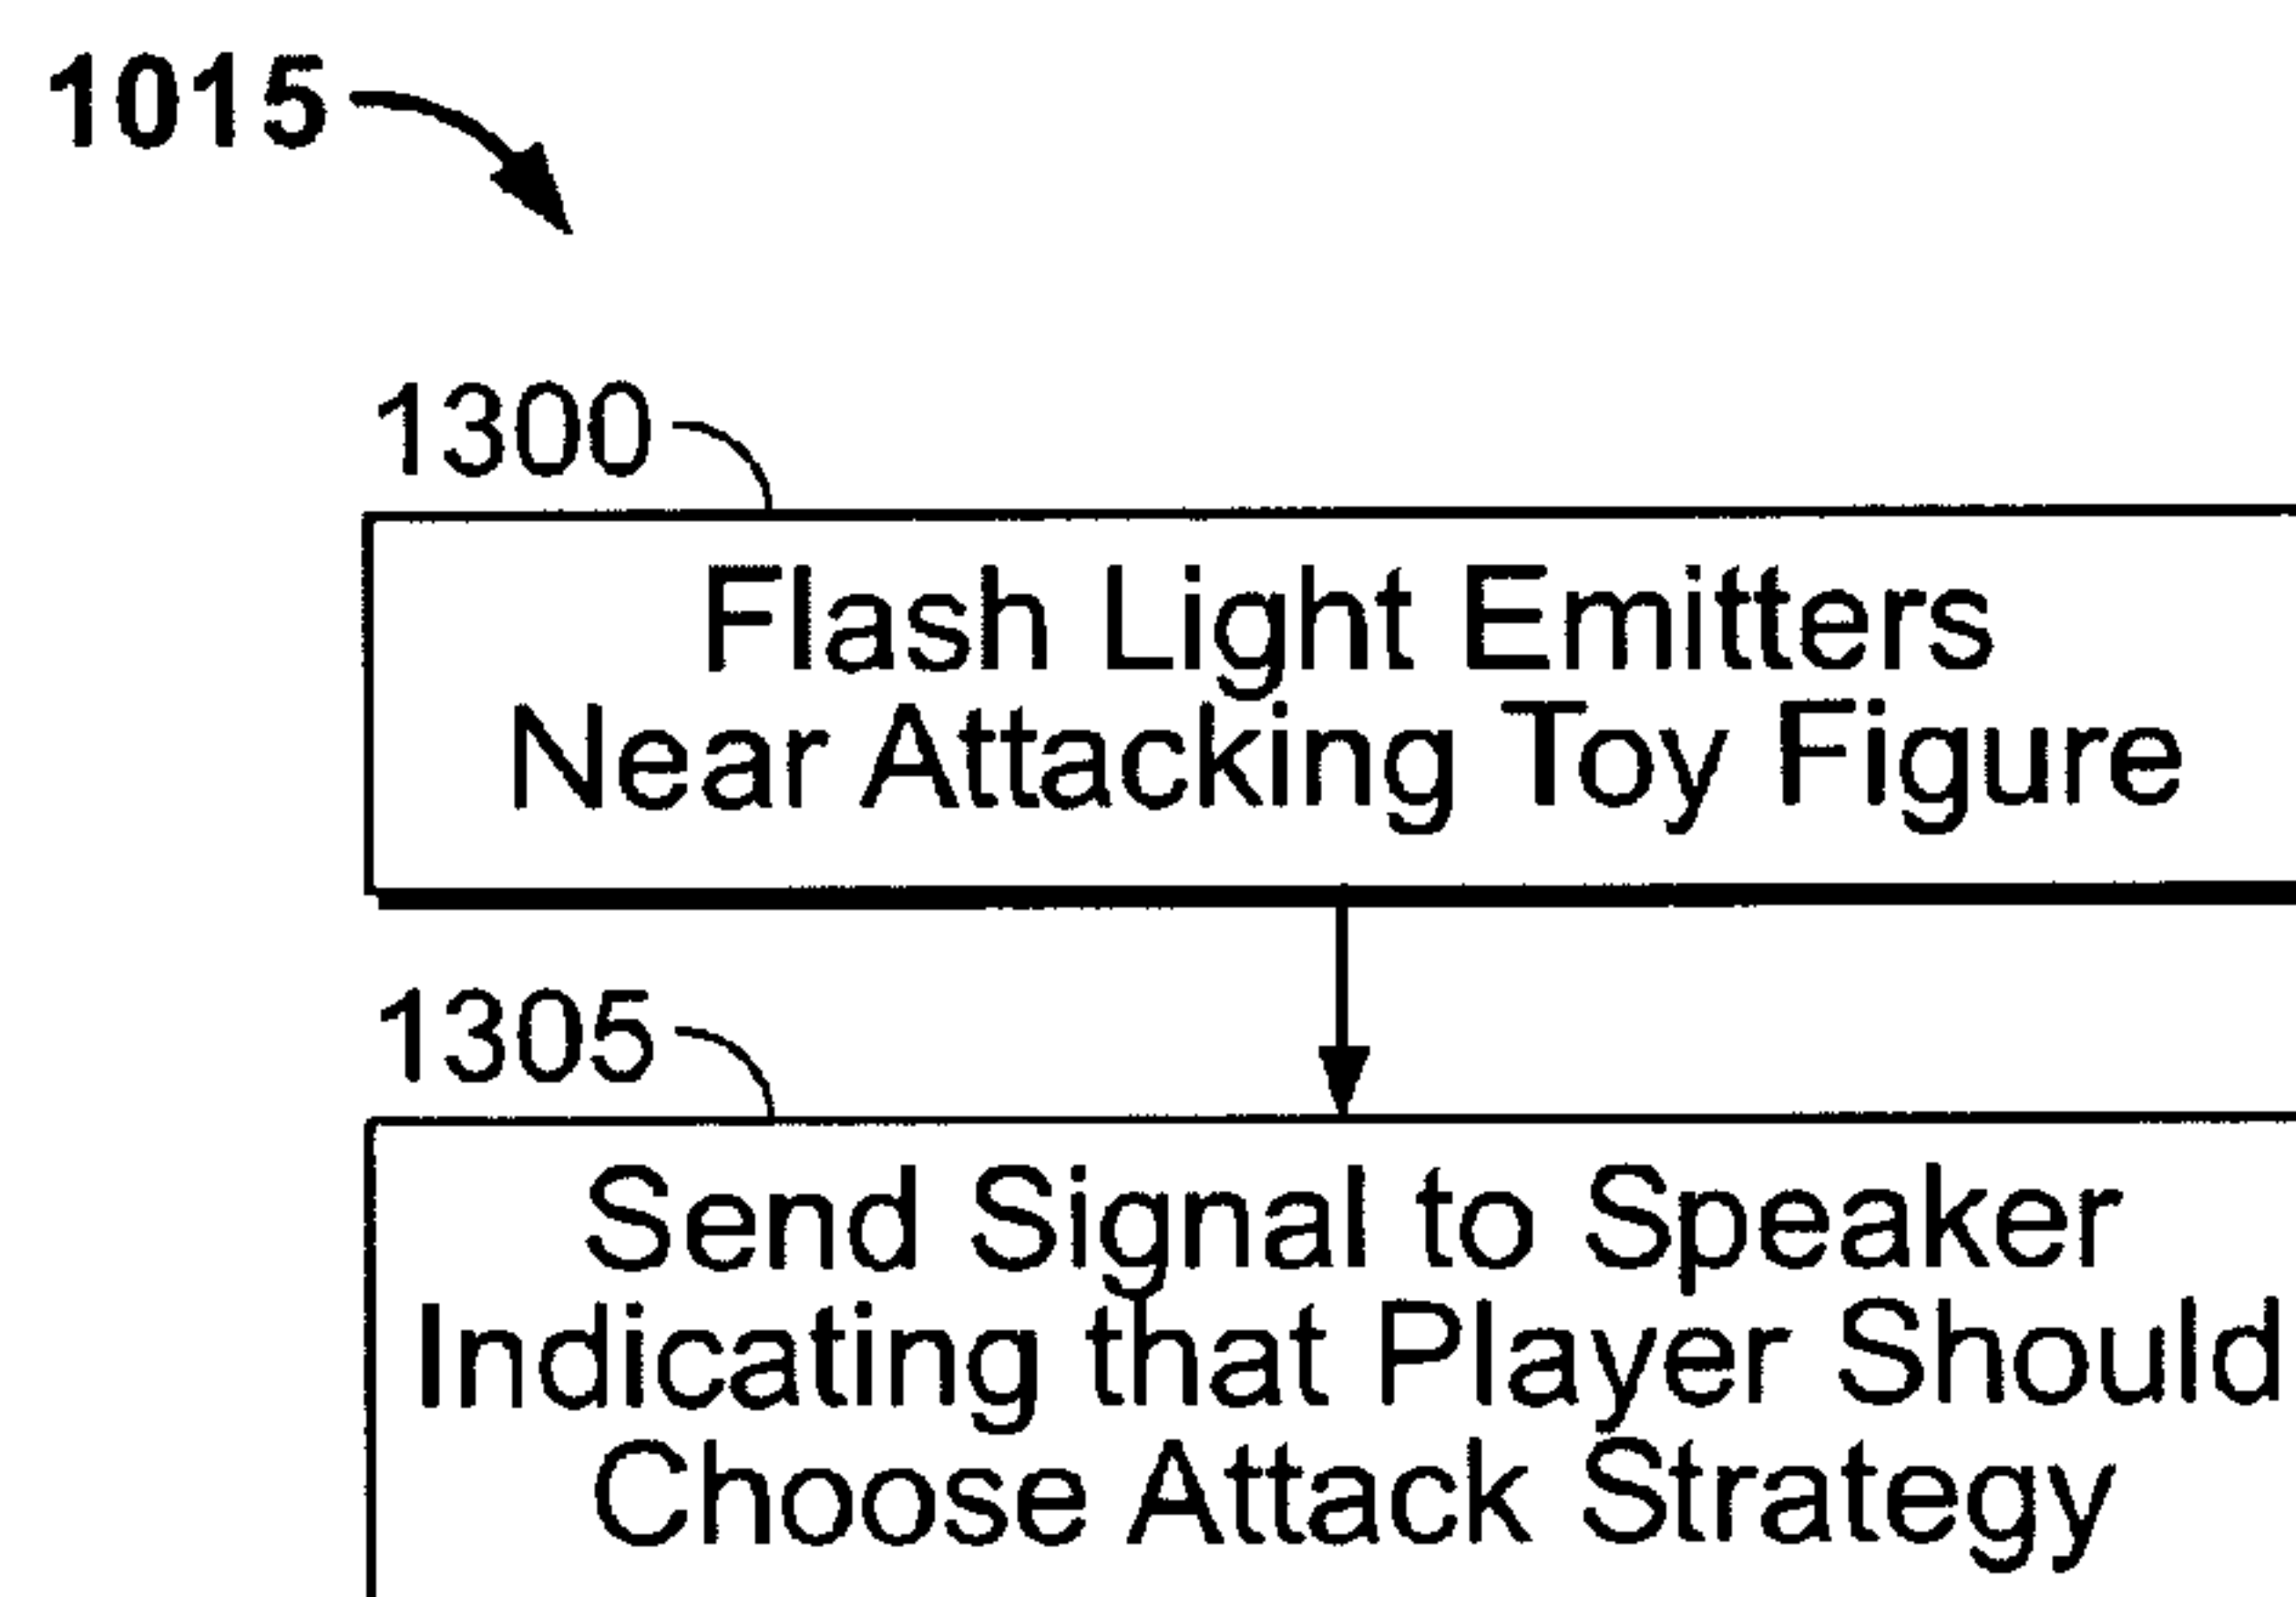 1015
1300
Flash Light Emitters
Near Attacking Toy Figure
1305
Send Signal to Speaker
Indicating that Player Should
Choose Attack Strategy